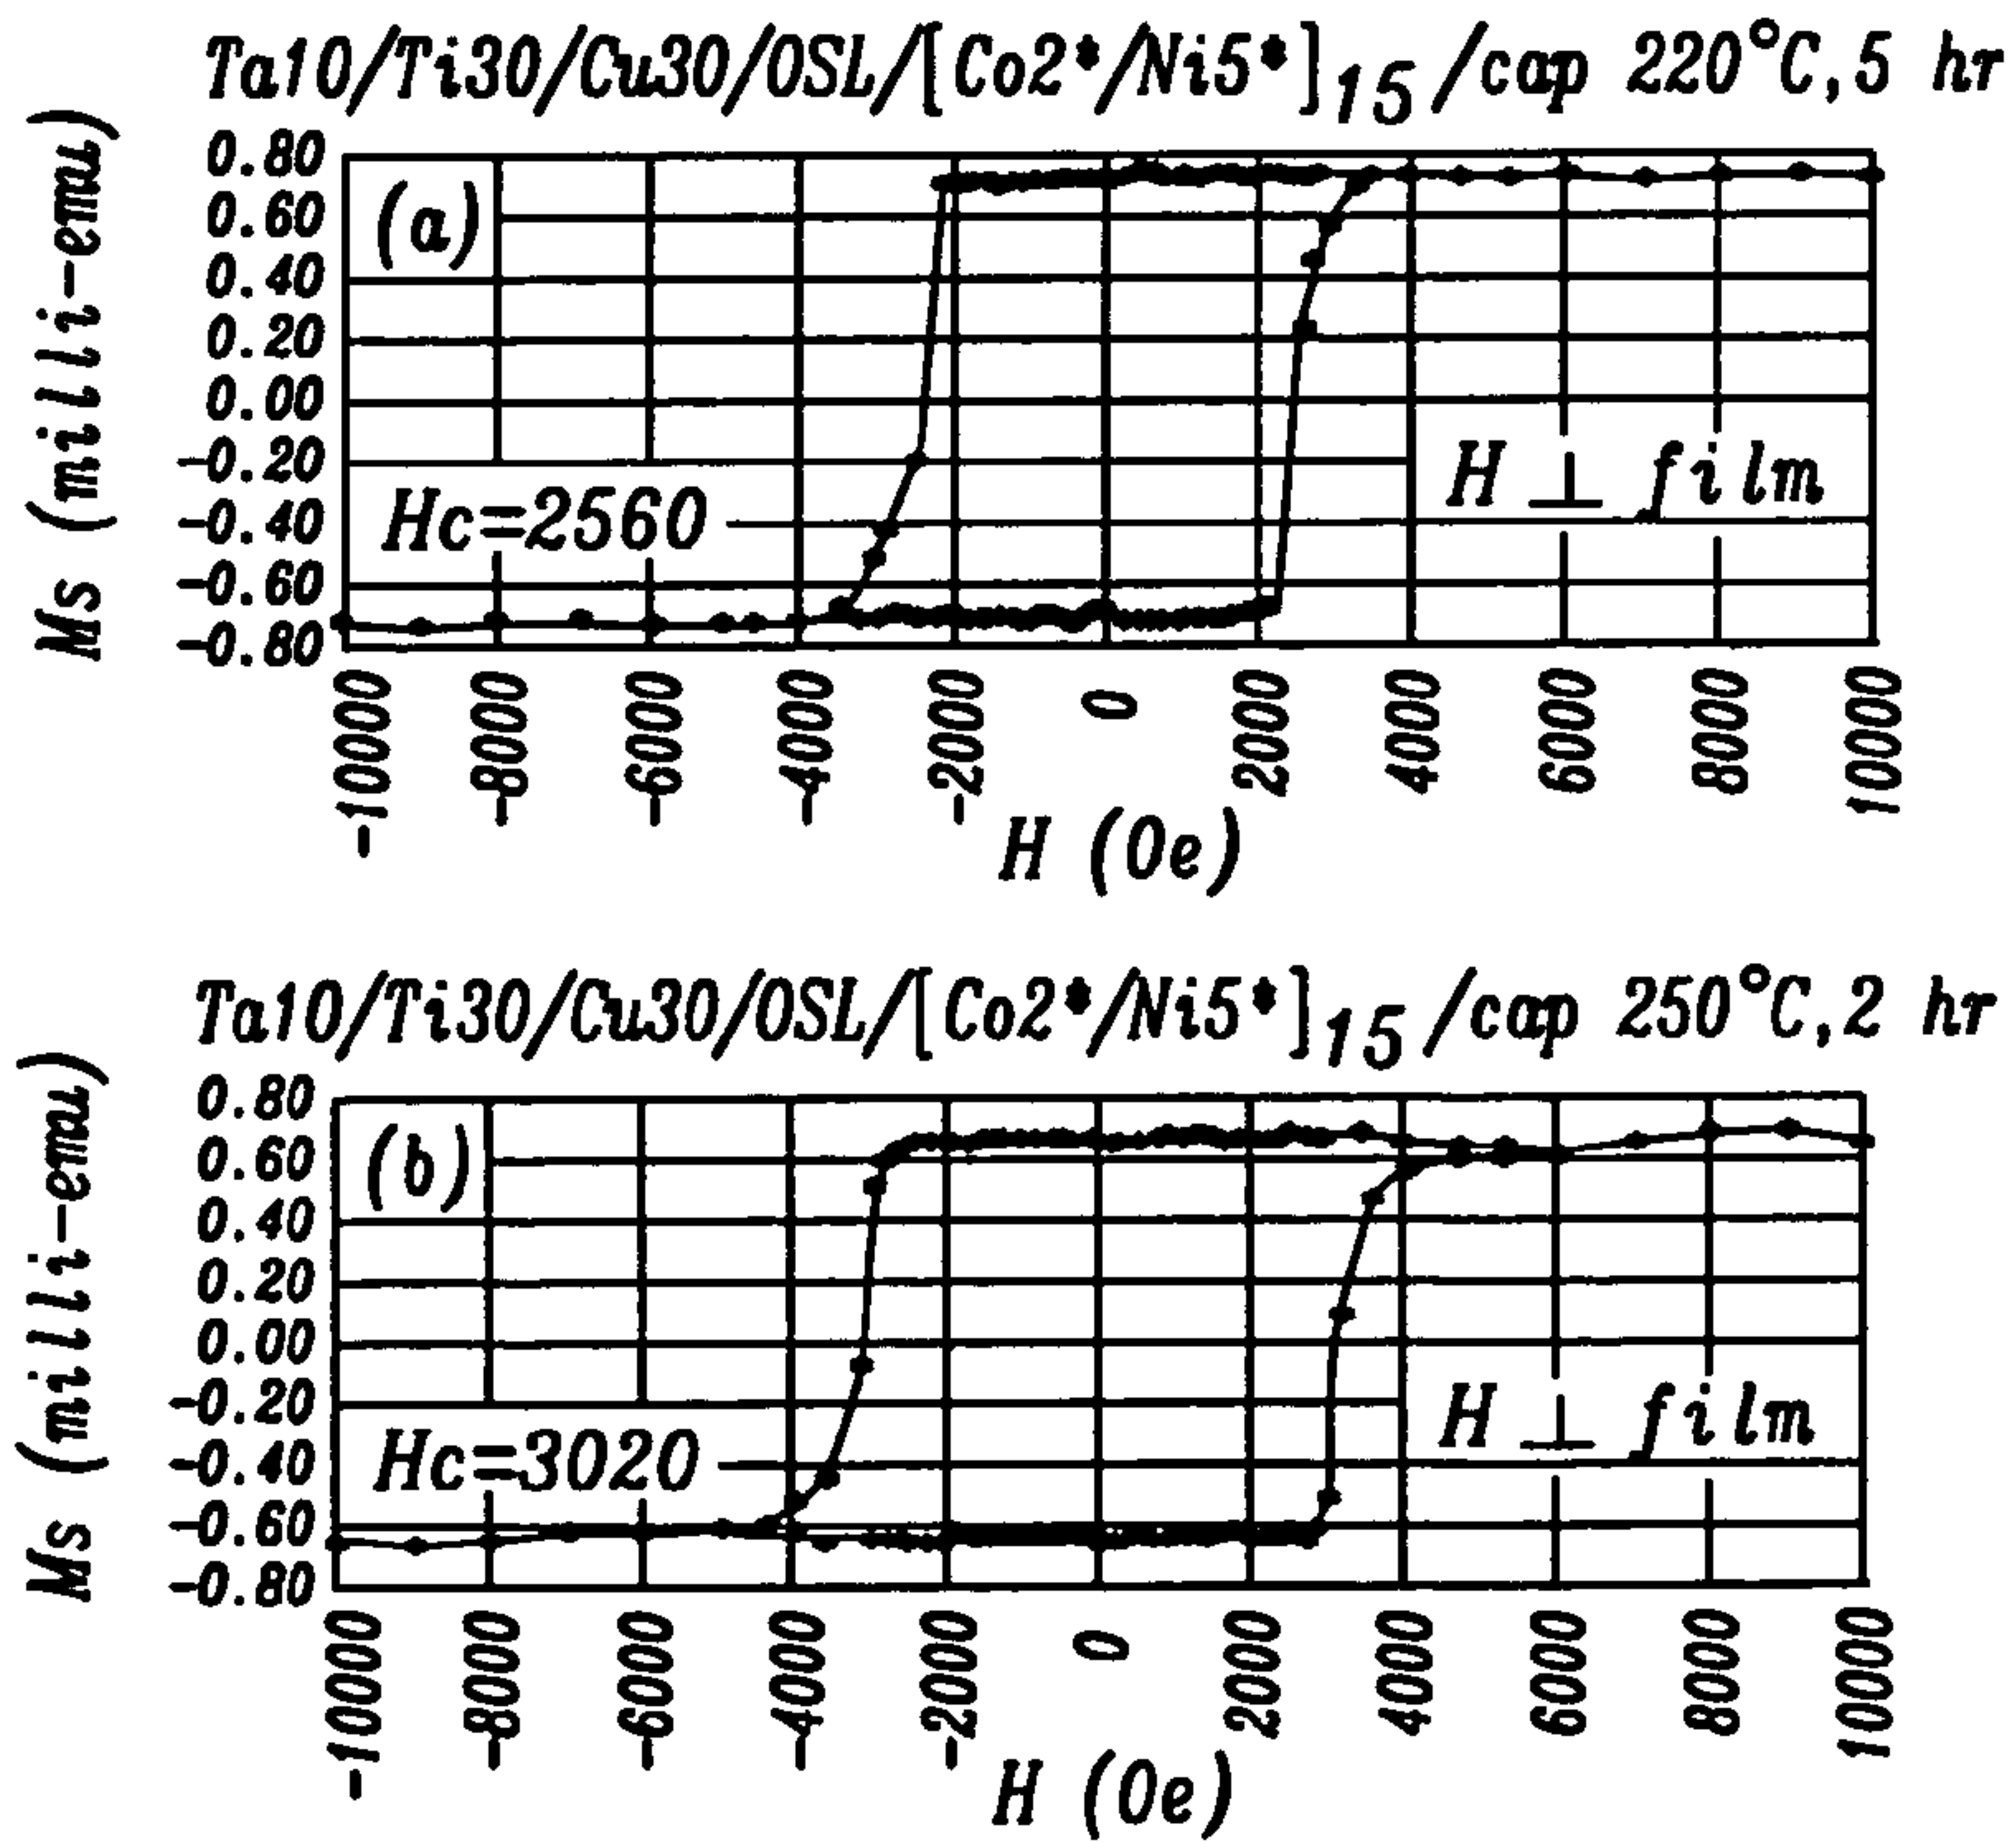 Ta10/Ti30/Cu30/OSL/[Co2*/Ni5*]15/cap 220°C,5 hr
Ms (milli-emu)
0.80
(a)
0.60
0.40
0.20
0.00
-0.20
H ⊥ film
Hc=2560
-0.40
-0.60
-0.80
-10000 -8000 -6000 -4000 -2000 0 2000 4000 6000 8000 10000
H (Oe)
Ta10/Ti30/Cu30/OSL/[Co2*/Ni5*]15/cap 250°C,2 hr
Ms (milli-emu)
0.80
(b)
0.60
0.40
0.20
0.00
-0.20
H ⊥ film
Hc=3020
-0.40
-0.60
-0.80
-10000 -8000 -6000 -4000 -2000 0 2000 4000 6000 8000 10000
H (Oe)